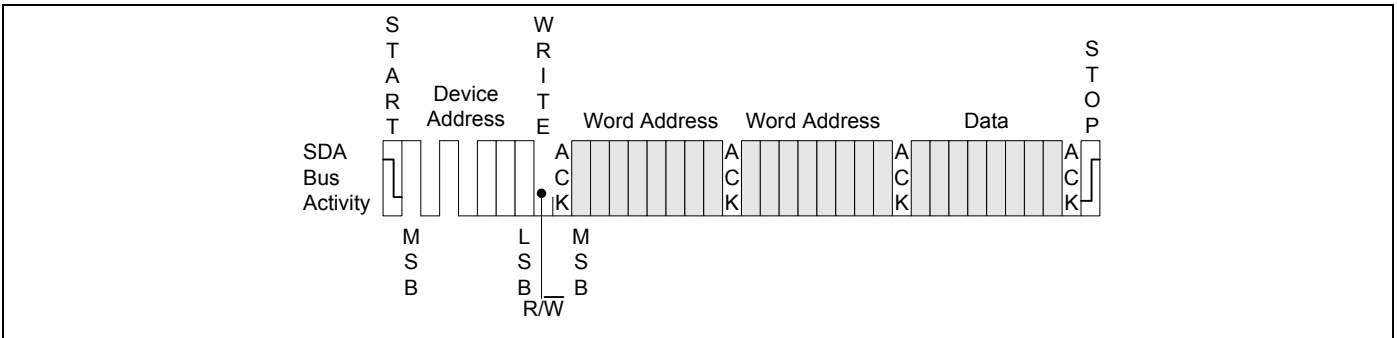 START
WRITE
STOP
Device
Address
Word Address
Word Address
Data
SDA
Bus
Activity
ACK
ACK
ACK
ACK
MSB
LSB
MSB
R/W̅